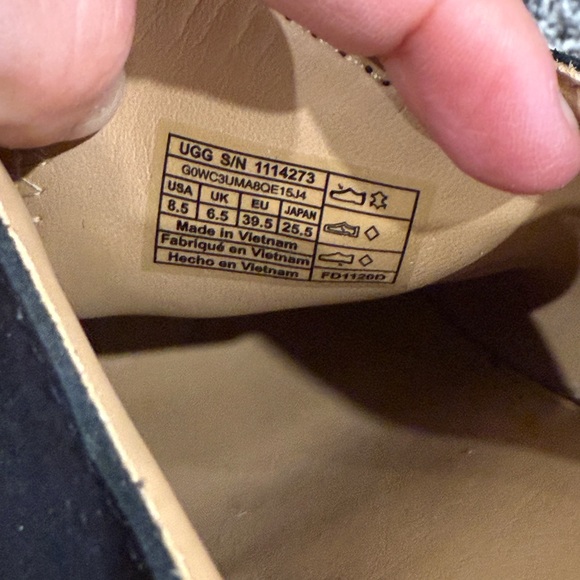 UGG S/N 1114273
G0WC3UMA8QE15J4
USA UK EU JAPAN
8.5 6.5 39.5 25.5
Made in Vietnam
Fabriqué en Vietnam
Hecho en Vietnam
FD1120D